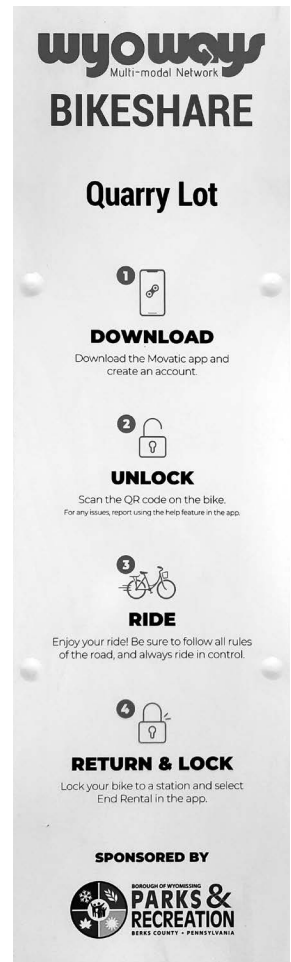 wyoways
Multi-modal Network
BIKESHARE
Quarry Lot
1
DOWNLOAD
Download the Movatic app and
create an account.
2
UNLOCK
Scan the QR code on the bike.
For any issues, report using the help feature in the app.
3
RIDE
Enjoy your ride! Be sure to follow all rules
of the road, and always ride in control.
4
RETURN & LOCK
Lock your bike to a station and select
End Rental in the app.
SPONSORED BY
BOROUGH OF WYOMISSING
PARKS &
RECREATION
BERKS COUNTY • PENNSYLVANIA